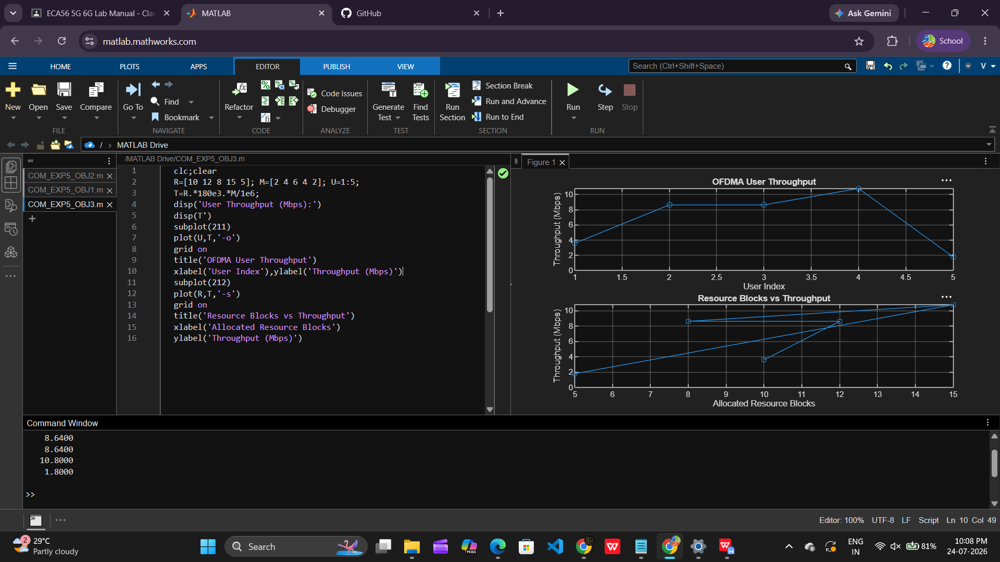 ECA56 5G 6G Lab Manual - Clas
MATLAB
GitHub
Ask Gemini
matlab.mathworks.com
School
HOME
PLOTS
APPS
EDITOR
PUBLISH
VIEW
Search (Ctrl+Shift+Space)
V
New
Open
Save
Compare
FILE
Go To
Find
Bookmark
NAVIGATE
Refactor
CODE
Code Issues
Debugger
ANALYZE
Generate
Test
Find
Tests
TEST
Run
Section
Section Break
Run and Advance
Run to End
SECTION
Run
Step
Stop
RUN
/ › MATLAB Drive
COM_EXP5_OBJ2.m
COM_EXP5_OBJ1.m
COM_EXP5_OBJ3.m
/MATLAB Drive/COM_EXP5_OBJ3.m
1 clc;clear
2 R=[10 12 8 15 5]; M=[2 4 6 4 2]; U=1:5;
3 T=R.*180e3.*M/1e6;
4 disp('User Throughput (Mbps):')
5 disp(T')
6 subplot(211)
7 plot(U,T,'-o')
8 grid on
9 title('OFDMA User Throughput')
10 xlabel('User Index'),ylabel('Throughput (Mbps)')
11 subplot(212)
12 plot(R,T,'-s')
13 grid on
14 title('Resource Blocks vs Throughput')
15 xlabel('Allocated Resource Blocks')
16 ylabel('Throughput (Mbps)')
Figure 1
OFDMA User Throughput
Throughput (Mbps)
10
8
6
4
2
0
1 1.5 2 2.5 3 3.5 4 4.5 5
User Index
Resource Blocks vs Throughput
Throughput (Mbps)
10
8
6
4
2
0
5 6 7 8 9 10 11 12 13 14 15
Allocated Resource Blocks
Command Window
8.6400
8.6400
10.8000
1.8000
>>
Editor: 100% UTF-8 LF Script Ln 10 Col 49
2
29°C
Partly cloudy
Search
M365
ENG
IN
81%
10:08 PM
24-07-2026